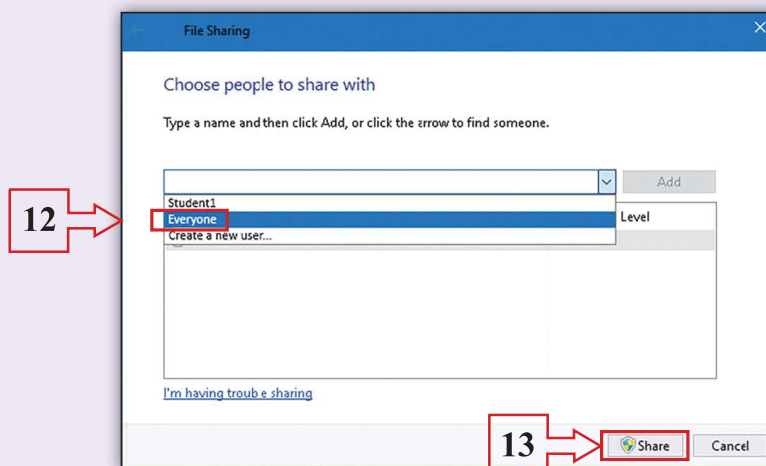 File Sharing
Choose people to share with
Type a name and then click Add, or click the arrow to find someone.
Add
Student1
12
Everyone
Level
Create a new user...
I'm having troub e sharing
13
Share
Cancel